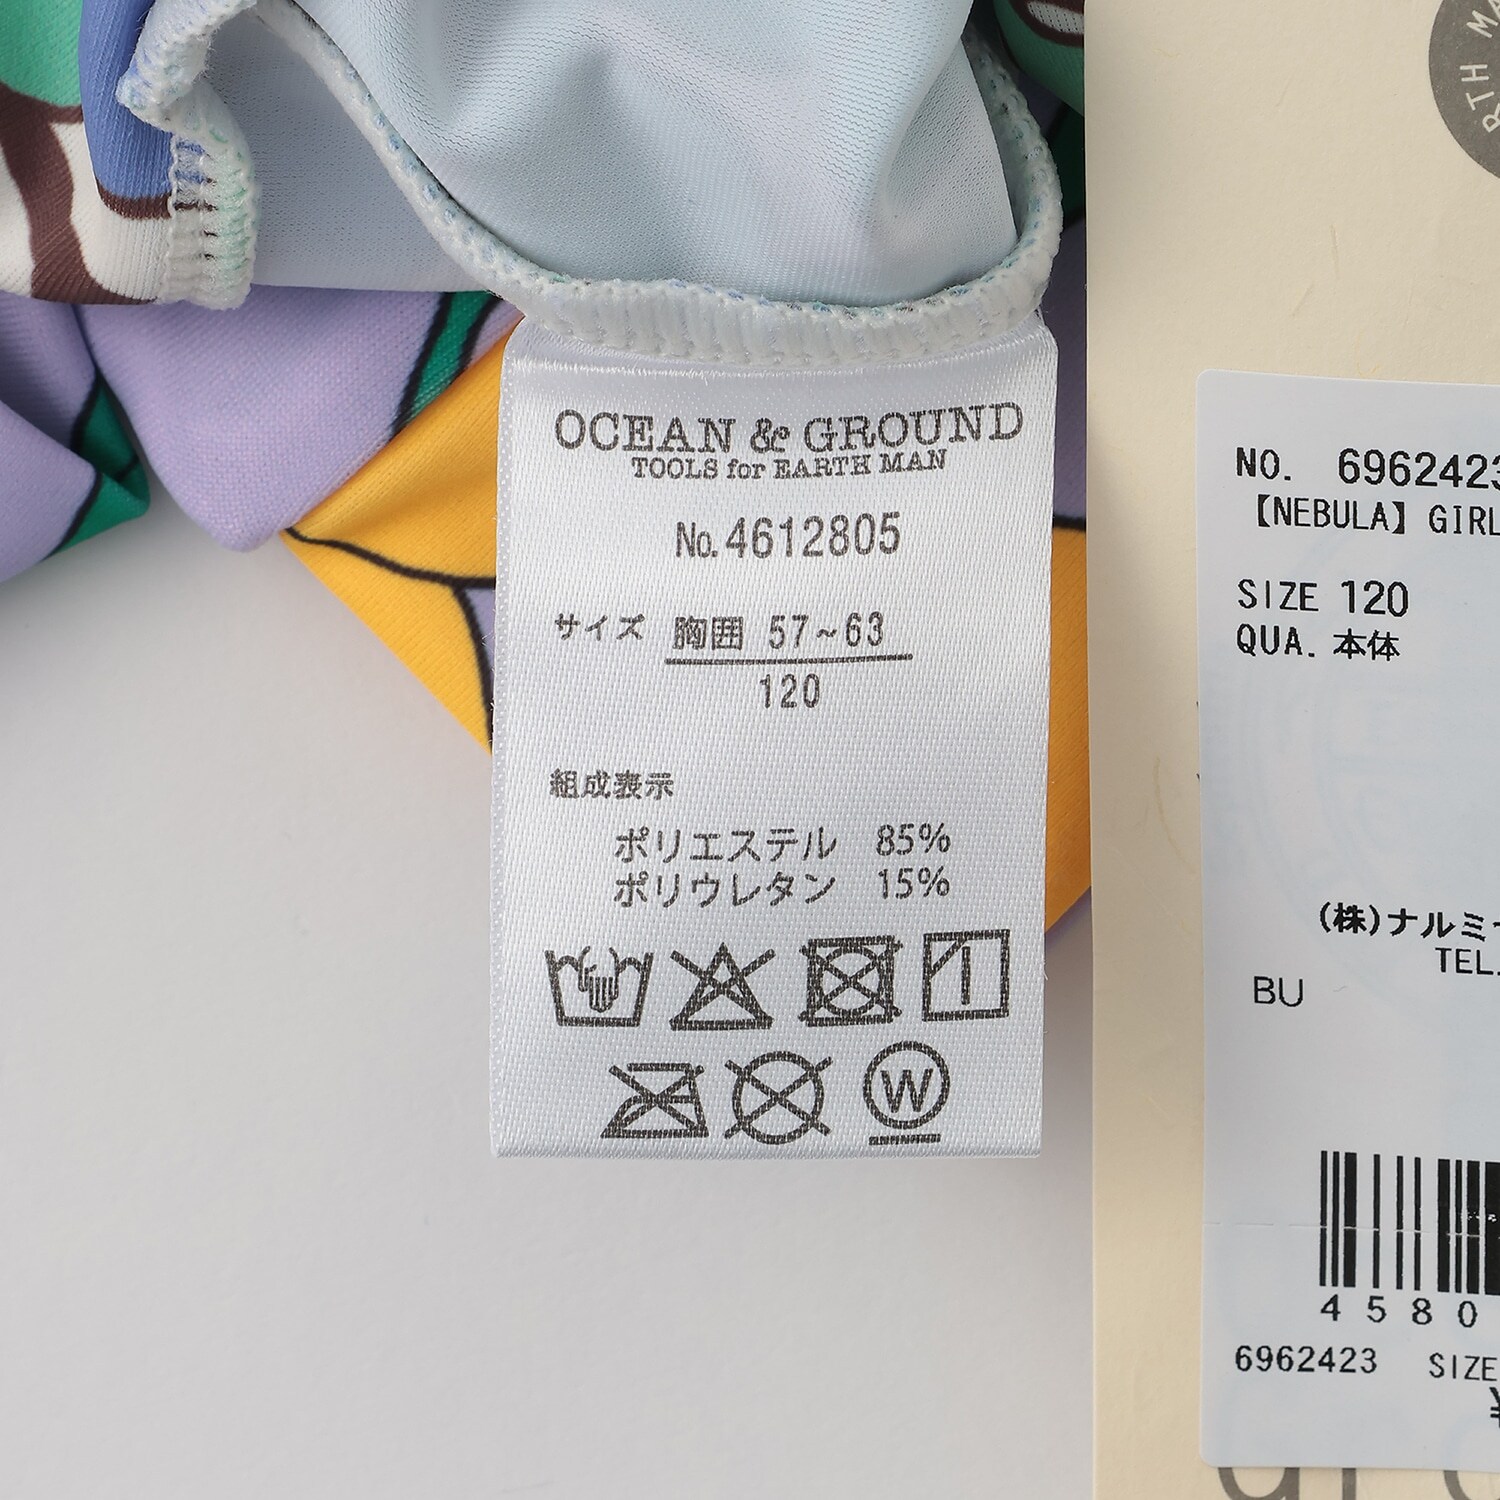 OCEAN & GROUND
TOOLS for EARTH MAN
No.4612805
サイズ 胸囲 57~63
120
組成表示
ポリエステル 85%
ポリウレタン 15%
W
RTH MA
NO. 6962423
【NEBULA】GIRL
SIZE 120
QUA. 本体
(株)ナルミ
TEL.
BU
4580
6962423 SIZE
¥